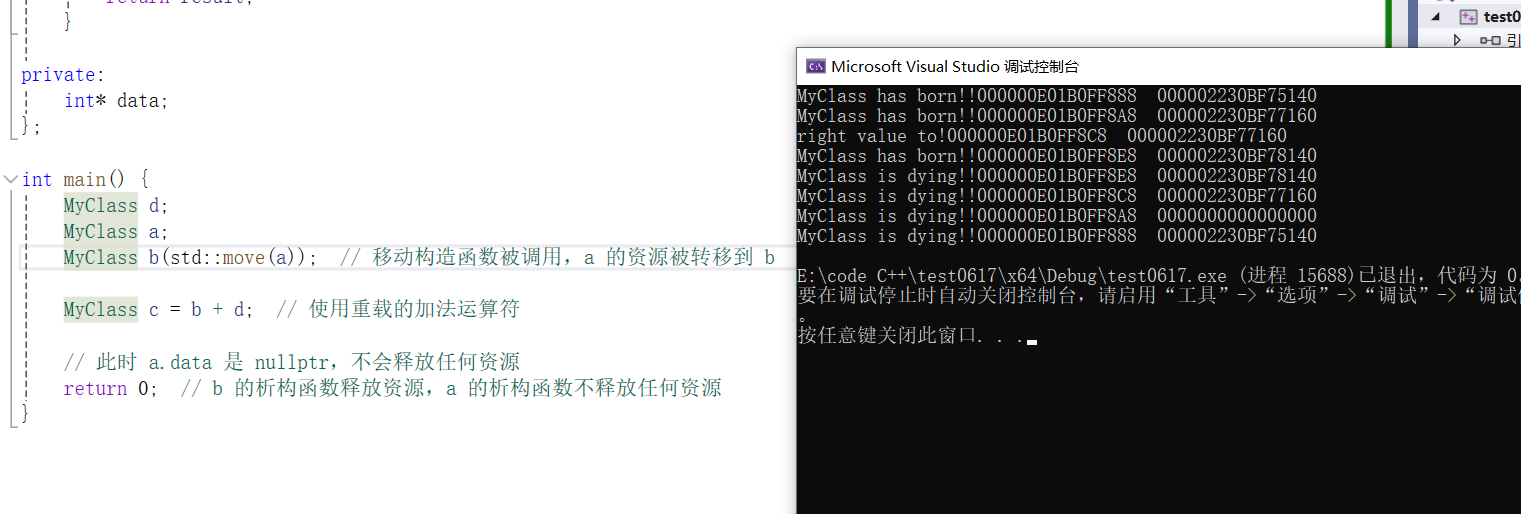 return result;
}
private:
int* data;
};
int main() {
MyClass d;
MyClass a;
MyClass b(std::move(a)); // 移动构造函数被调用，a 的资源被转移到 b
MyClass c = b + d; // 使用重载的加法运算符
// 此时 a.data 是 nullptr，不会释放任何资源
return 0; // b 的析构函数释放资源，a 的析构函数不释放任何资源
}
test0
引
Microsoft Visual Studio 调试控制台
MyClass has born!!000000E01B0FF888 000002230BF75140
MyClass has born!!000000E01B0FF8A8 000002230BF77160
right value to!000000E01B0FF8C8 000002230BF77160
MyClass has born!!000000E01B0FF8E8 000002230BF78140
MyClass is dying!!000000E01B0FF8E8 000002230BF78140
MyClass is dying!!000000E01B0FF8C8 000002230BF77160
MyClass is dying!!000000E01B0FF8A8 0000000000000000
MyClass is dying!!000000E01B0FF888 000002230BF75140
E:\code C++\test0617\x64\Debug\test0617.exe (进程 15688)已退出，代码为 0.
要在调试停止时自动关闭控制台，请启用“工具”->“选项”->“调试”->“调试
。
按任意键关闭此窗口. . .